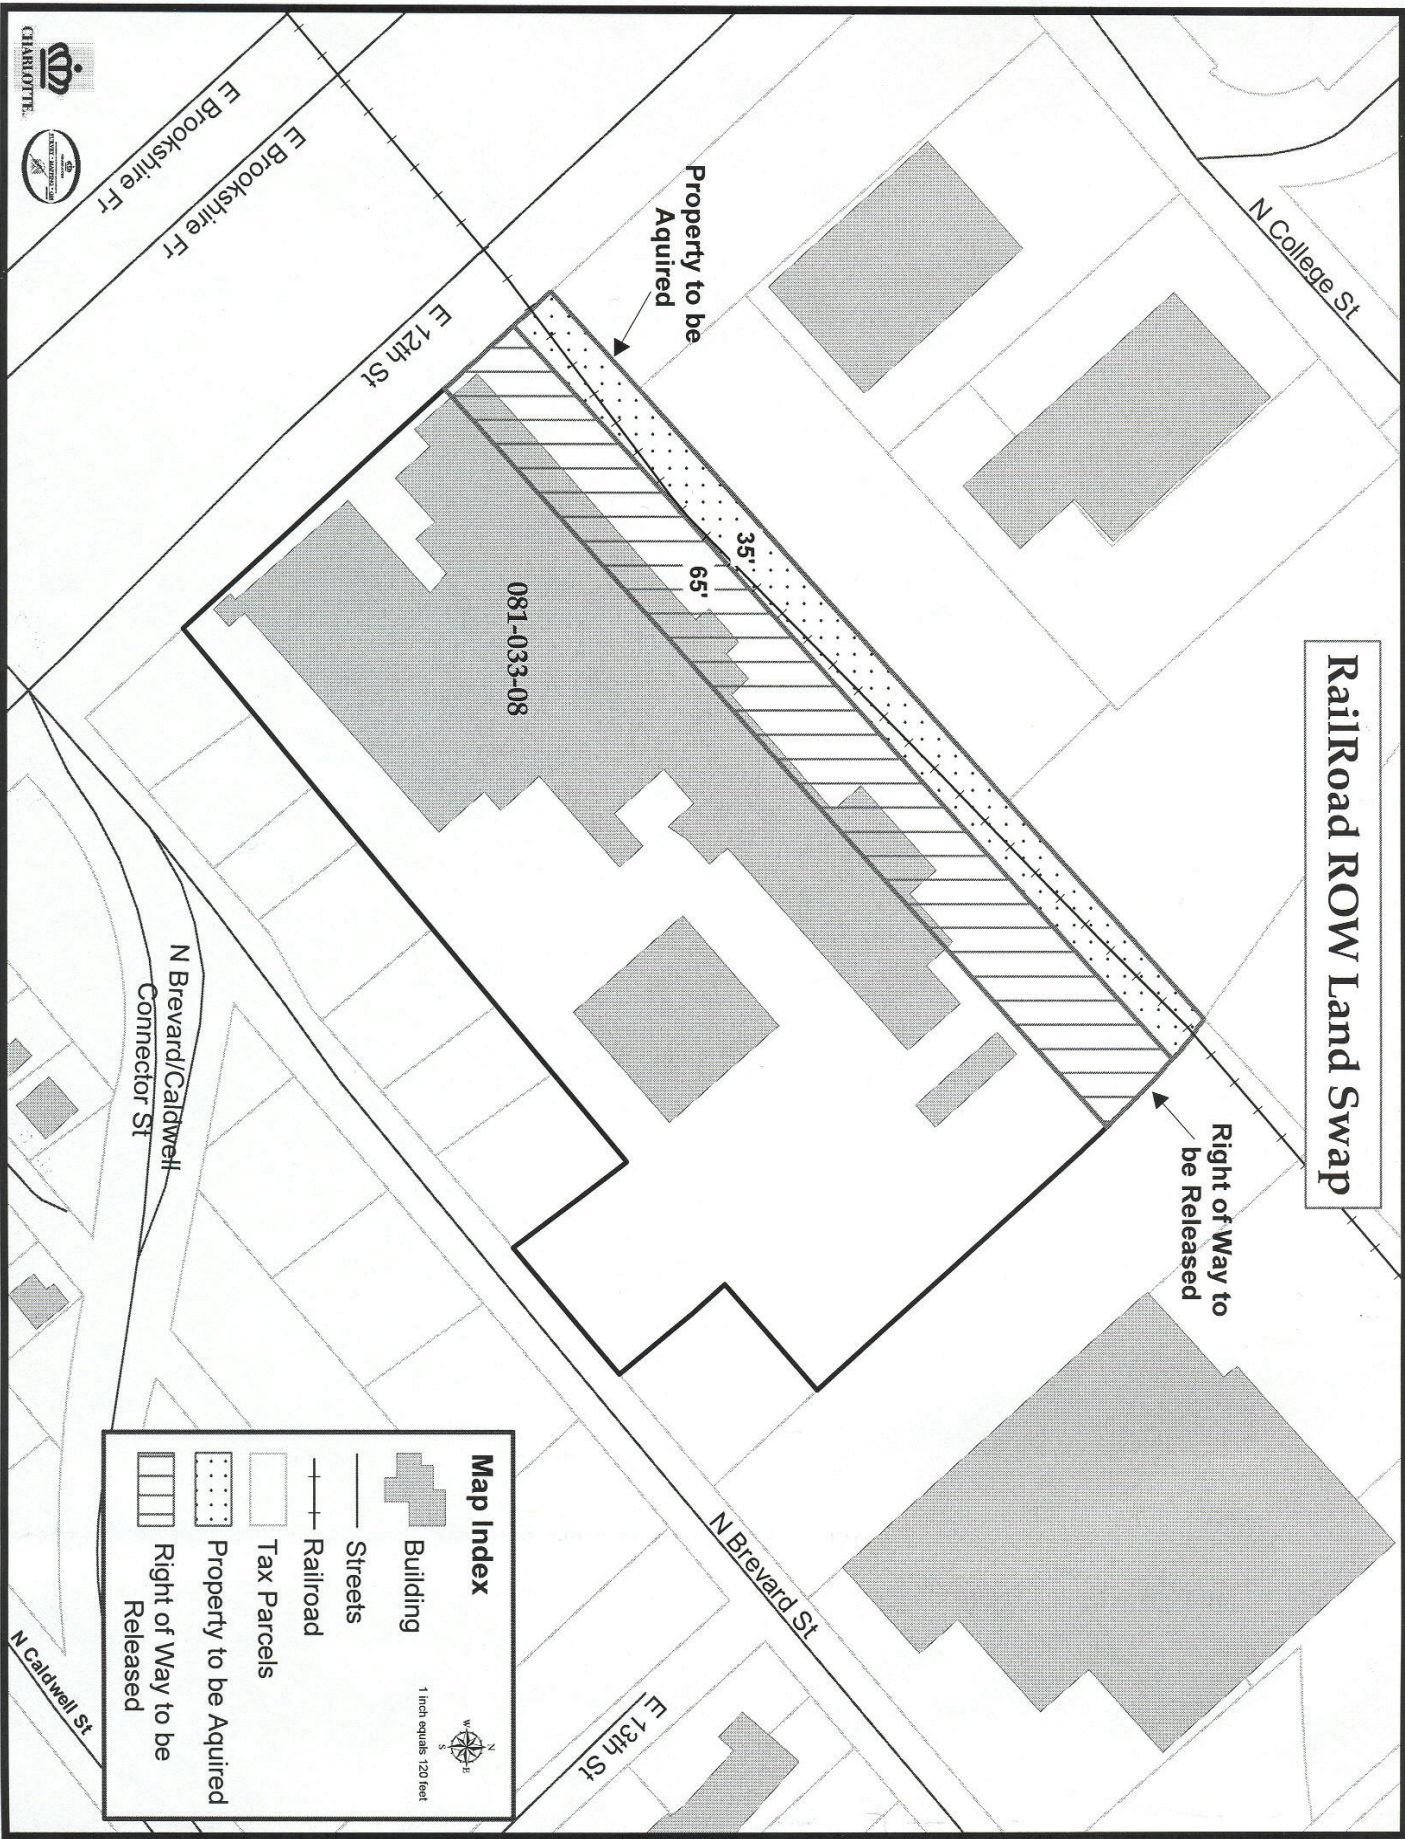 RailRoad ROW Land Swap
N College St
Property to be
Aquired
Right of Way to
be Released
35'
65'
081-033-08
E 12th St
E Brookshire Fr
E Brookshire Fr
N Brevard/Caldwell
Connector St
N Brevard St
E 13th St
N Caldwell St
CHARLOTTE
Map Index
Building
Streets
Railroad
Tax Parcels
Property to be Aquired
Right of Way to be
Released
N
W
E
S
1 inch equals 120 feet